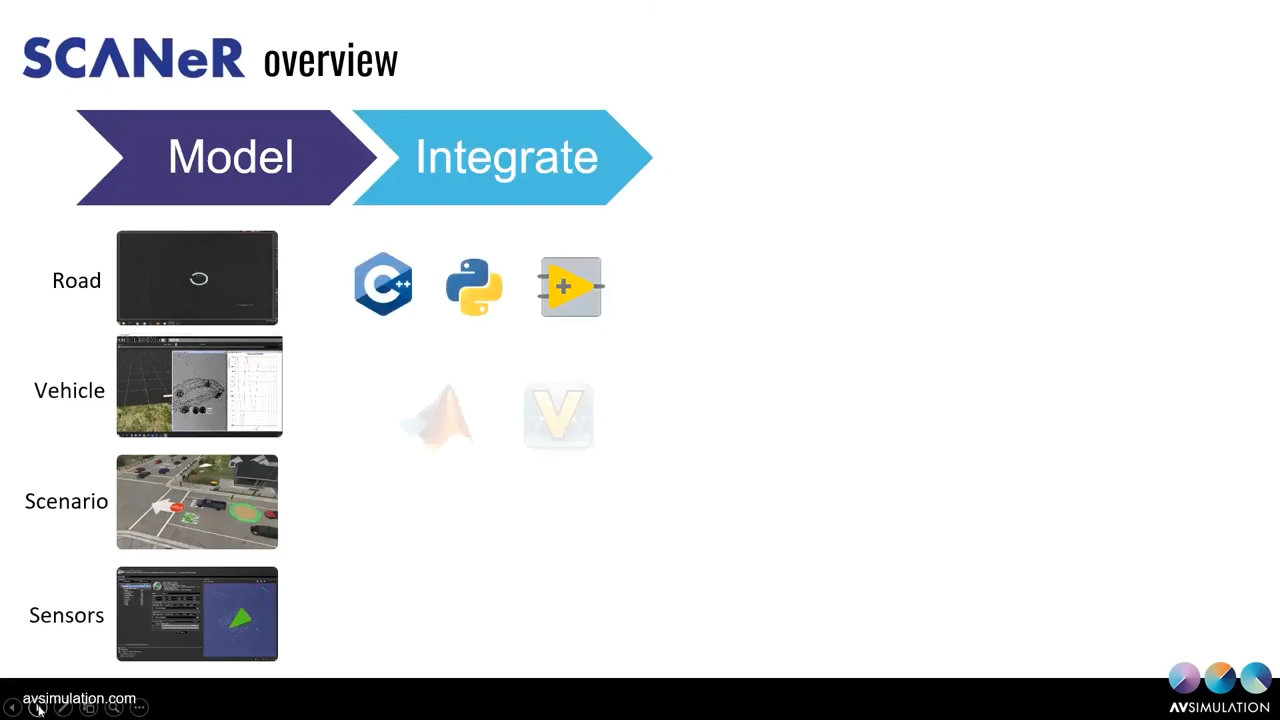 SCANeR overview
Model
Integrate
Road
C++
Vehicle
V
Scenario
Sensors
avsimulation.com
AVSIMULATION